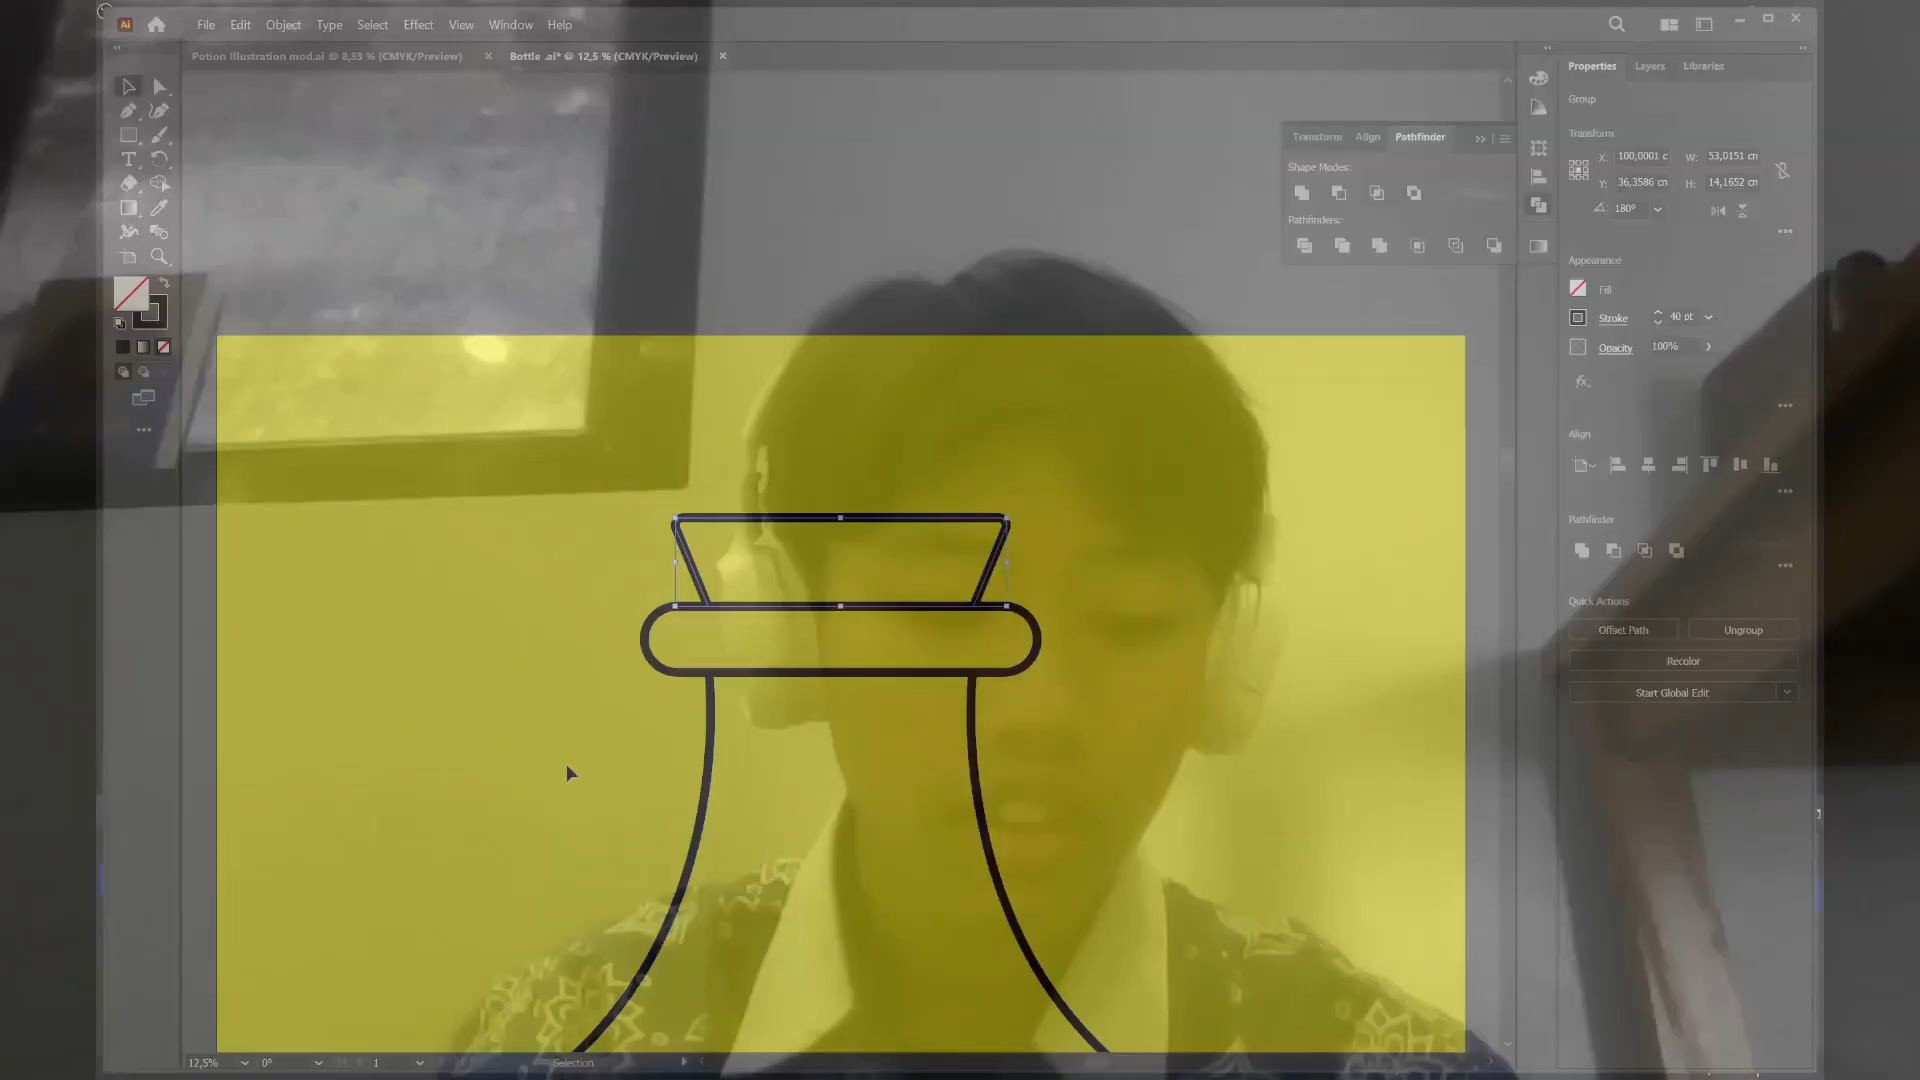 Ai File Edit Object Type Select Effect View Window Help
Potion Illustration mod.ai @ 8,33 % (CMYK/Preview) × Bottle .ai* @ 12,5 % (CMYK/Preview) ×
Properties Layers Libraries
Group
Transform
X: 100,0001 c W: 53,0151 cm
Y: 36,3586 cm H: 14,1652 cm
180°
Transform Align Pathfinder
Shape Modes:
Pathfinders:
Appearance
Fill
Stroke 40 pt
Opacity 100%
fx.
Align
Pathfinder
Quick Actions
Offset Path Ungroup
Recolor
Start Global Edit
12,5% 0° 1 Selection